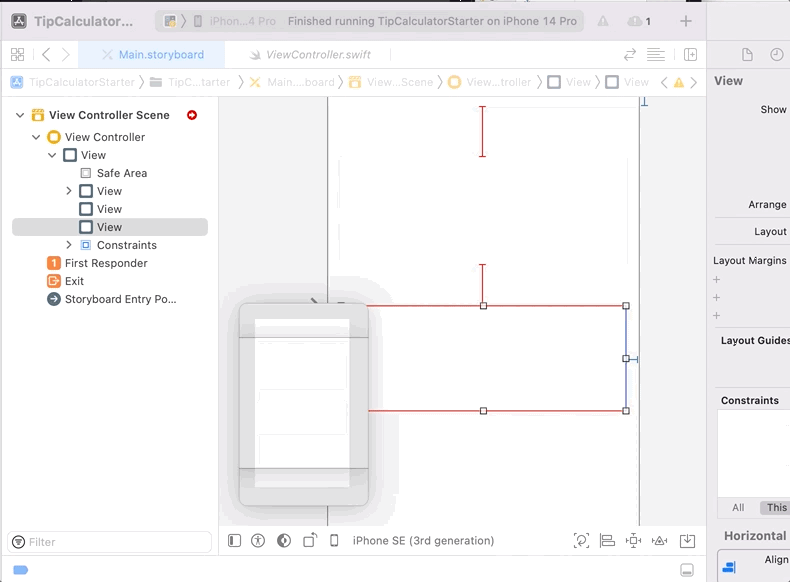 TipCalculator...
iPhon...4 Pro
Finished running TipCalculatorStarter on iPhone 14 Pro
1
Main.storyboard
ViewController.swift
TipCalculatorStarter
TipC...tarter
Main....board
View...Scene
View...troller
View
View
View Controller Scene
View Controller
View
Safe Area
View
View
View
Constraints
1
First Responder
Exit
Storyboard Entry Po...
Filter
iPhone SE (3rd generation)
View
Show
Arrange
Layout
Layout Margins
Layout Guides
Constraints
All
This
Horizontal
Align